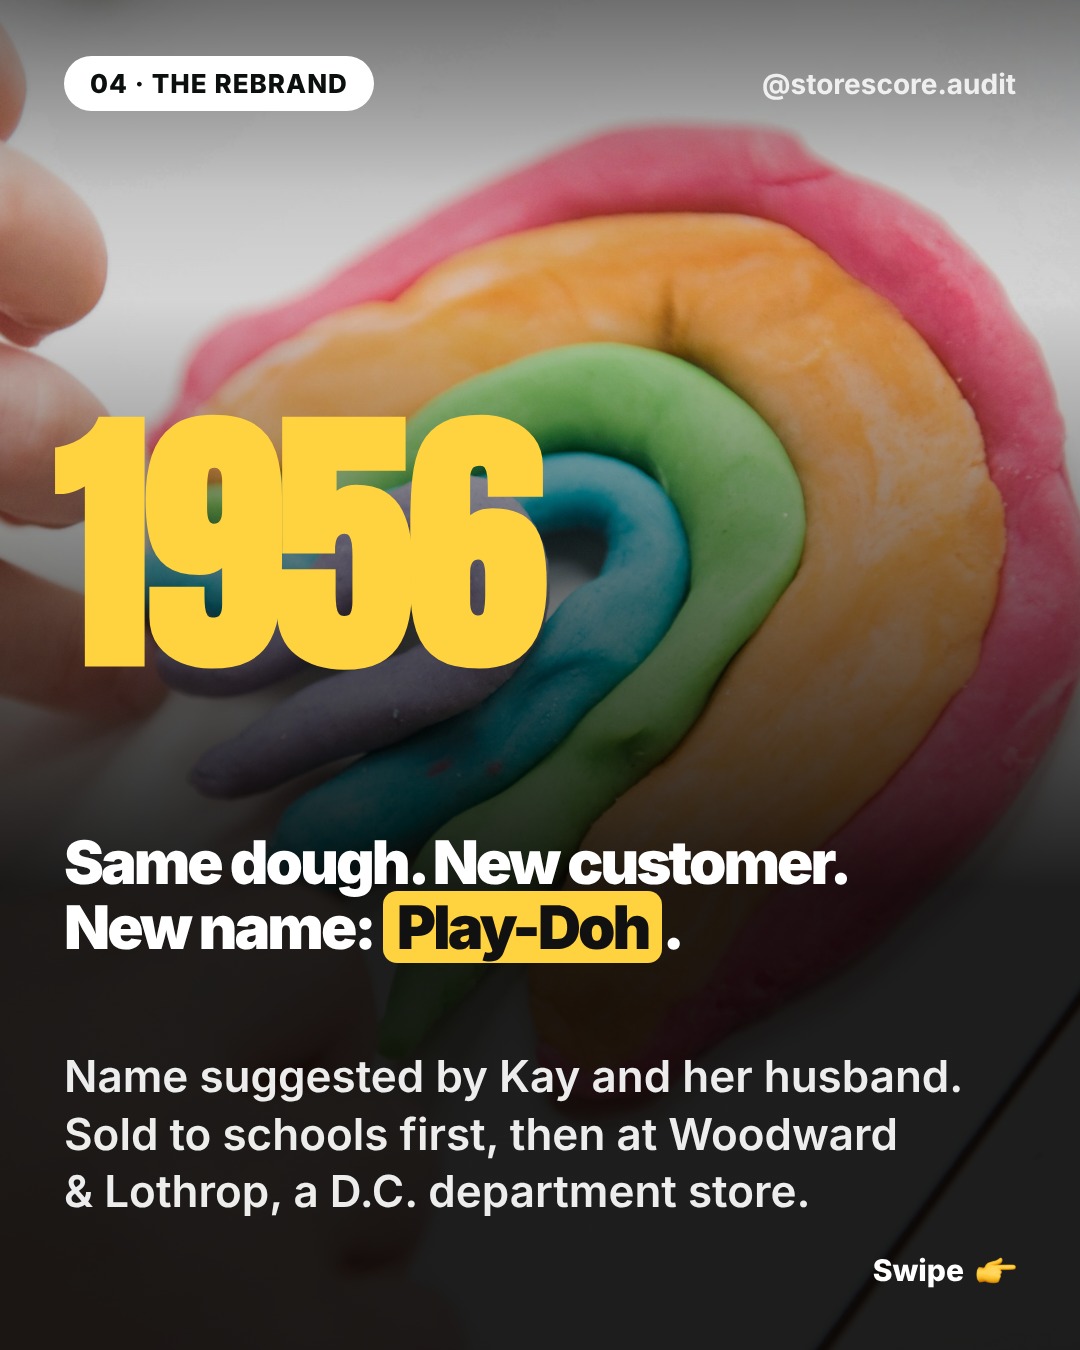 04 · THE REBRAND
@storescore.audit
1956
Same dough. New customer.
New name: Play-Doh.
Name suggested by Kay and her husband.
Sold to schools first, then at Woodward
& Lothrop, a D.C. department store.
Swipe 👉